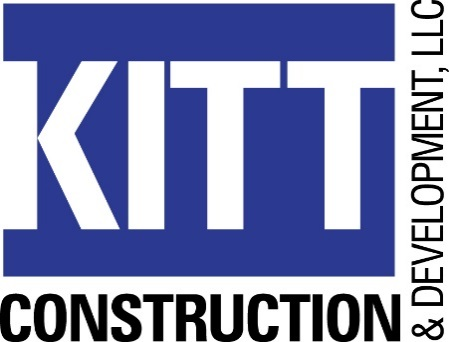 KITT
CONSTRUCTION
& DEVELOPMENT, LLC